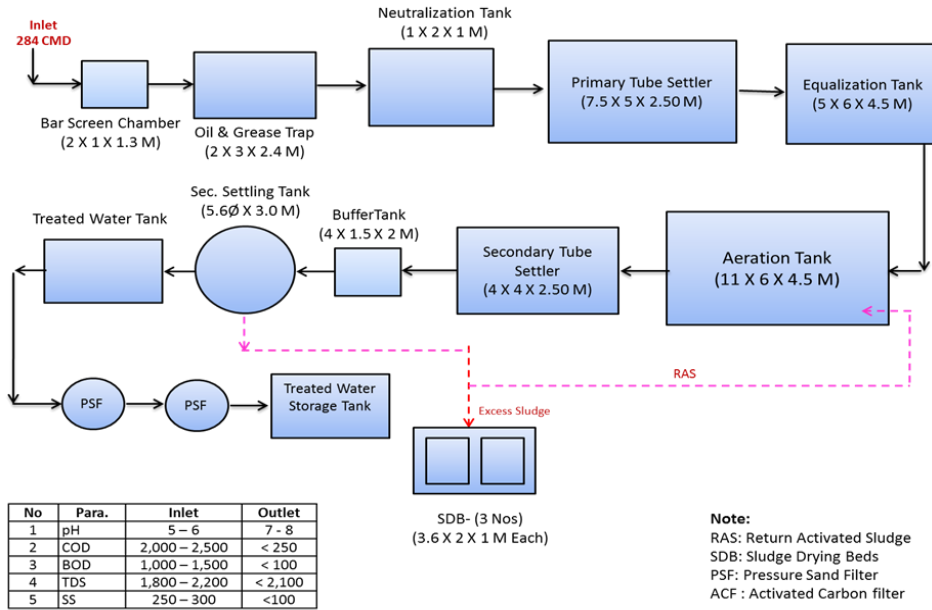 Inlet
284 CMD
Bar Screen Chamber
(2 X 1 X 1.3 M)
Oil & Grease Trap
(2 X 3 X 2.4 M)
Neutralization Tank
(1 X 2 X 1 M)
Primary Tube Settler
(7.5 X 5 X 2.50 M)
Equalization Tank
(5 X 6 X 4.5 M)
Treated Water Tank
Sec. Settling Tank
(5.6Ø X 3.0 M)
BufferTank
(4 X 1.5 X 2 M)
Secondary Tube
Settler
(4 X 4 X 2.50 M)
Aeration Tank
(11 X 6 X 4.5 M)
RAS
PSF
PSF
Treated Water
Storage Tank
Excess Sludge
SDB- (3 Nos)
(3.6 X 2 X 1 M Each)
No Para. Inlet Outlet
1 pH 5 – 6 7 - 8
2 COD 2,000 – 2,500 < 250
3 BOD 1,000 – 1,500 < 100
4 TDS 1,800 – 2,200 < 2,100
5 SS 250 – 300 <100
Note:
RAS: Return Activated Sludge
SDB: Sludge Drying Beds
PSF: Pressure Sand Filter
ACF : Activated Carbon filter